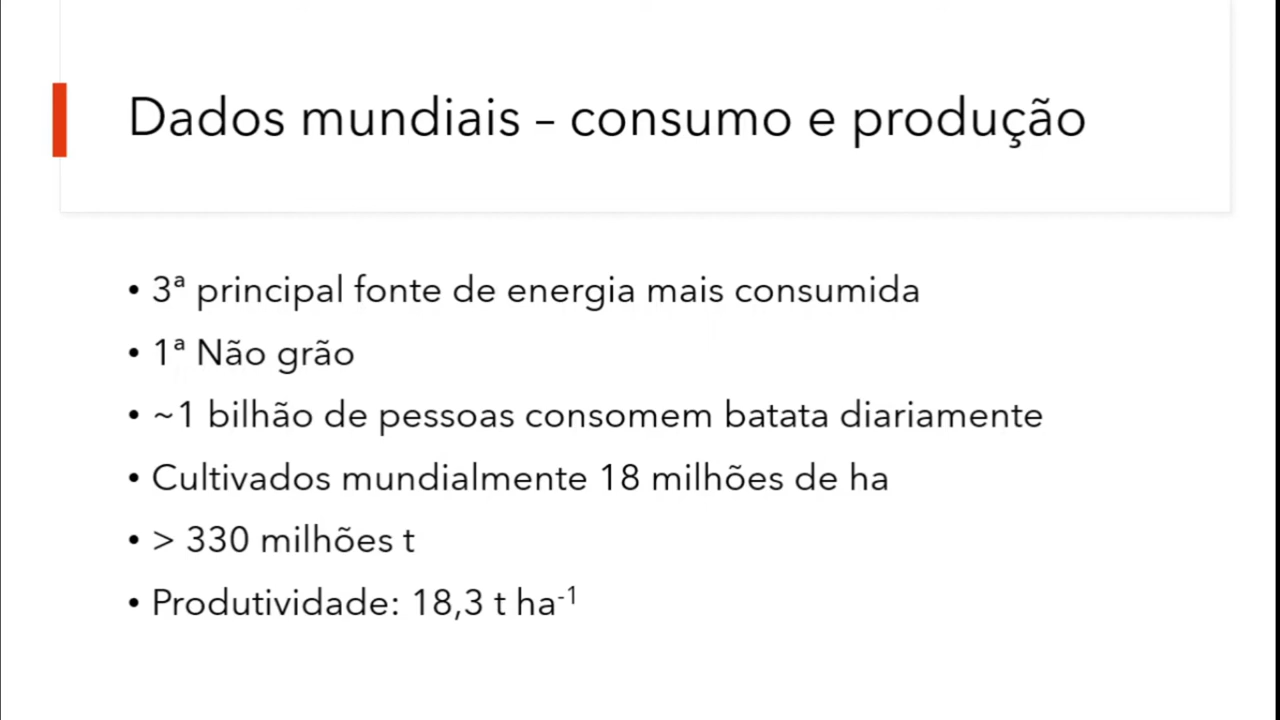 Dados mundiais – consumo e produção
• 3ª principal fonte de energia mais consumida
• 1ª Não grão
• ~1 bilhão de pessoas consomem batata diariamente
• Cultivados mundialmente 18 milhões de ha
• > 330 milhões t
• Produtividade: 18,3 t ha⁻¹